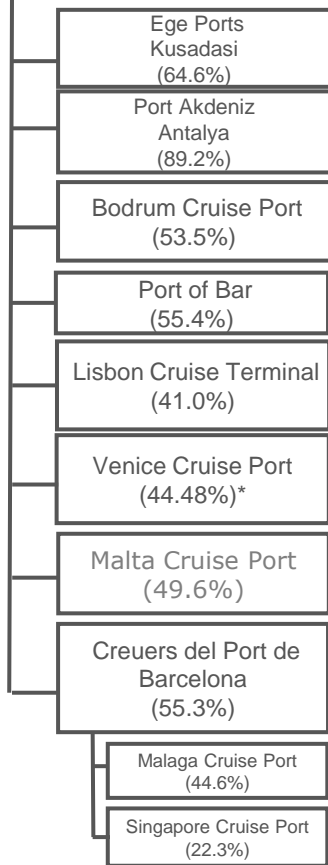 Ege Ports
Kusadasi
(64.6%)
Port Akdeniz
Antalya
(89.2%)
Bodrum Cruise Port
(53.5%)
Port of Bar
(55.4%)
Lisbon Cruise Terminal
(41.0%)
Venice Cruise Port
(44.48%)*
Malta Cruise Port
(49.6%)
Creuers del Port de
Barcelona
(55.3%)
Malaga Cruise Port
(44.6%)
Singapore Cruise Port
(22.3%)